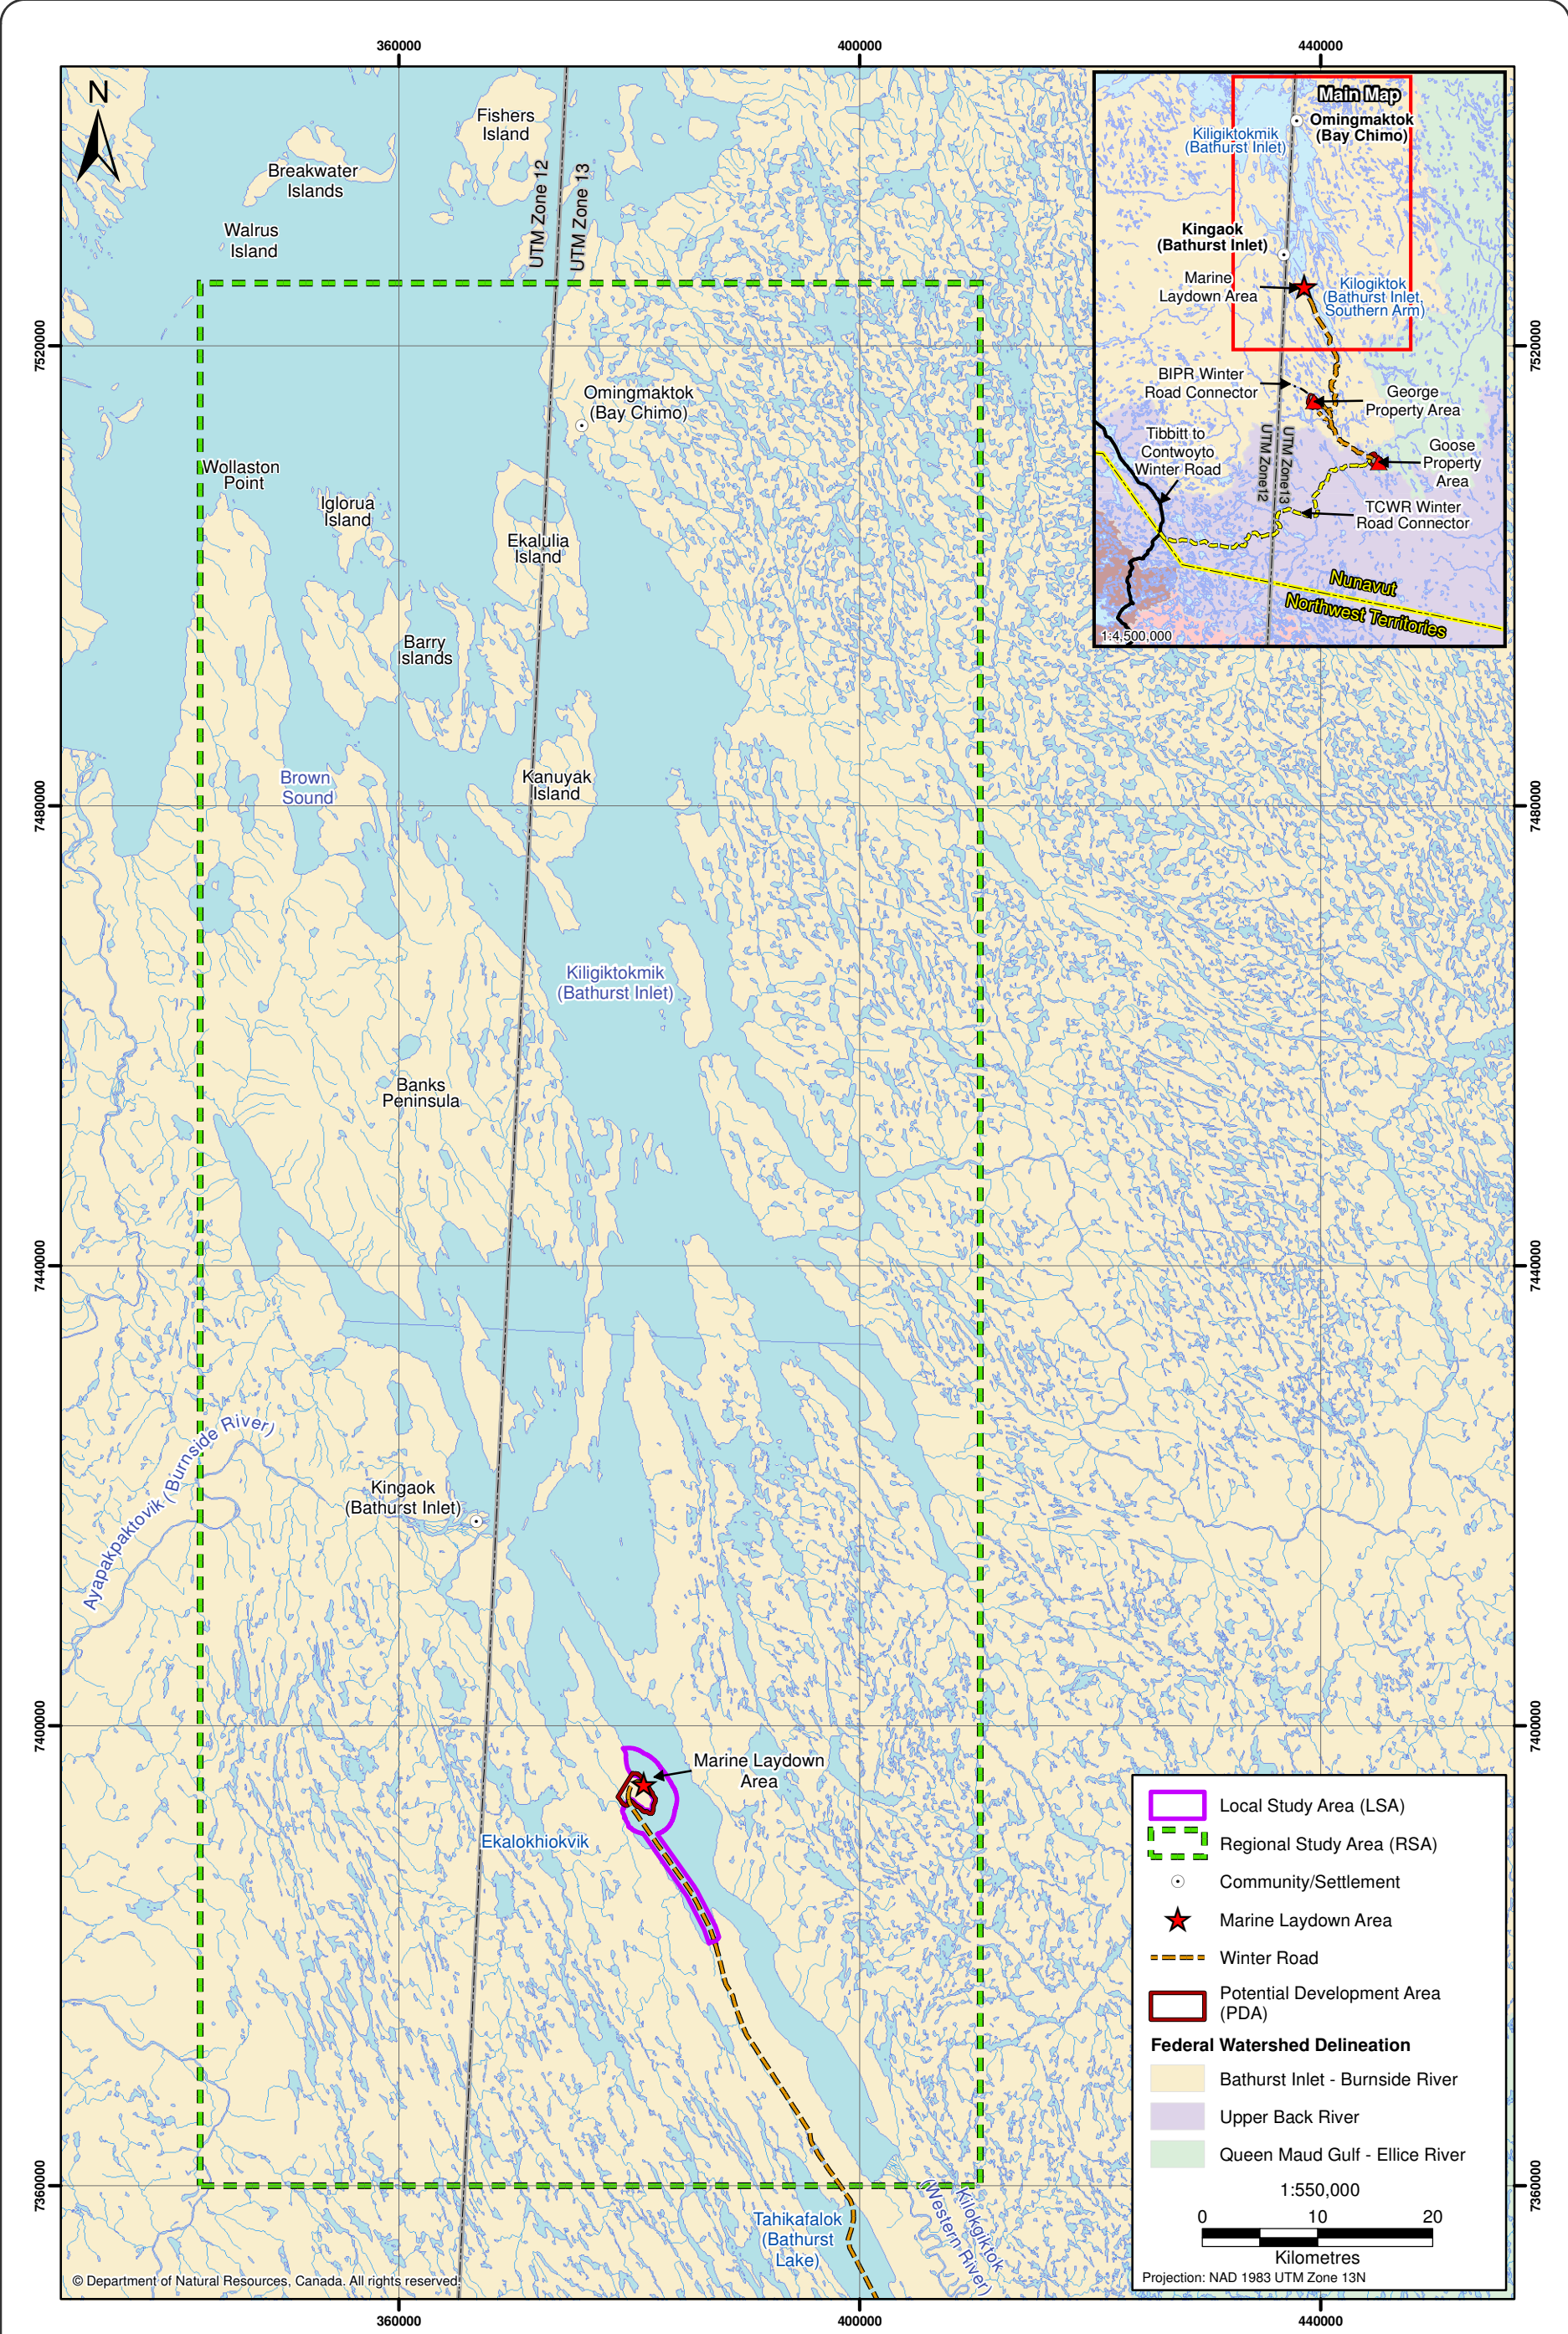 360000
400000
440000
N
Fishers
Island
Breakwater
Islands
Walrus
Island
UTM Zone 12
UTM Zone 13
Main Map
Omingmaktok
(Bay Chimo)
Kiligiktokmik
(Bathurst Inlet)
Kingaok
(Bathurst Inlet)
Marine
Laydown Area
Kilogiktok
(Bathurst Inlet,
Southern Arm)
BIPR Winter
Road Connector
George
Property Area
Tibbitt to
Contwoyto
Winter Road
UTM Zone12
UTM Zone13
Goose
Property
Area
TCWR Winter
Road Connector
Nunavut
Northwest Territories
1:4,500,000
7520000
7520000
Omingmaktok
(Bay Chimo)
Wollaston
Point
Iglorua
Island
Ekalulia
Island
Barry
Islands
Brown
Sound
Kanuyak
Island
7480000
7480000
Kiligiktokmik
(Bathurst Inlet)
Banks
Peninsula
7440000
7440000
Ayapakpaktovik (Burnside River)
Kingaok
(Bathurst Inlet)
7400000
7400000
Marine Laydown
Area
Ekalokhiokvik
Local Study Area (LSA)
Regional Study Area (RSA)
Community/Settlement
Marine Laydown Area
Winter Road
Potential Development Area
(PDA)
Federal Watershed Delineation
Bathurst Inlet - Burnside River
Upper Back River
Queen Maud Gulf - Ellice River
1:550,000
0
10
20
Kilometres
Projection: NAD 1983 UTM Zone 13N
7360000
7360000
Tahikafalok
(Bathurst
Lake)
Kilokgiktok
(Western River)
© Department of Natural Resources, Canada. All rights reserved.
360000
400000
440000